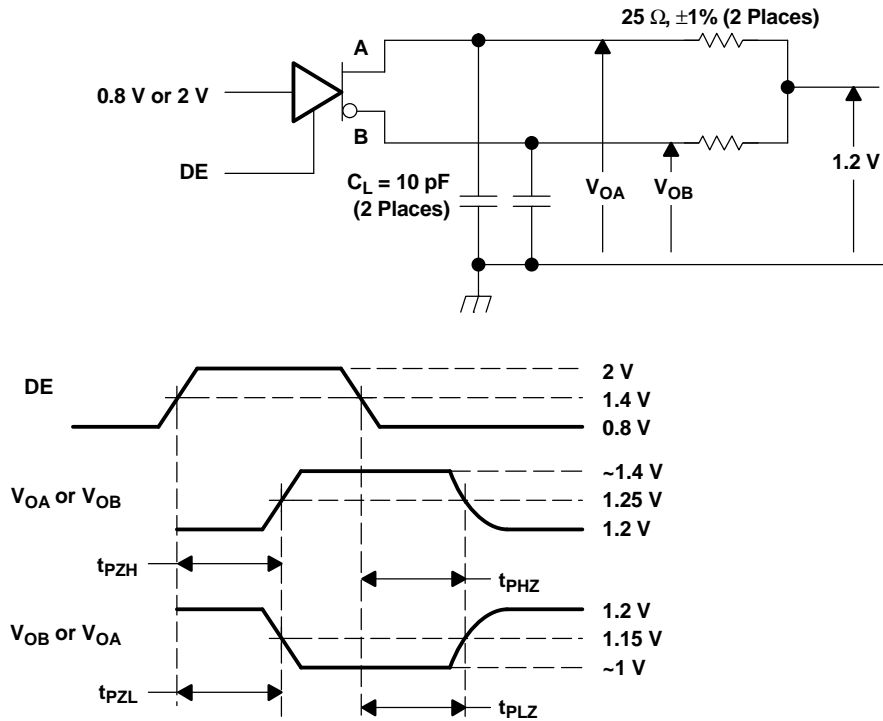 25 Ω, ±1% (2 Places)
A
0.8 V or 2 V
B
DE
C_L = 10 pF
(2 Places)
V_OA
V_OB
1.2 V
DE
2 V
1.4 V
0.8 V
V_OA or V_OB
~1.4 V
1.25 V
1.2 V
t_PZH
t_PHZ
V_OB or V_OA
1.2 V
1.15 V
~1 V
t_PZL
t_PLZ